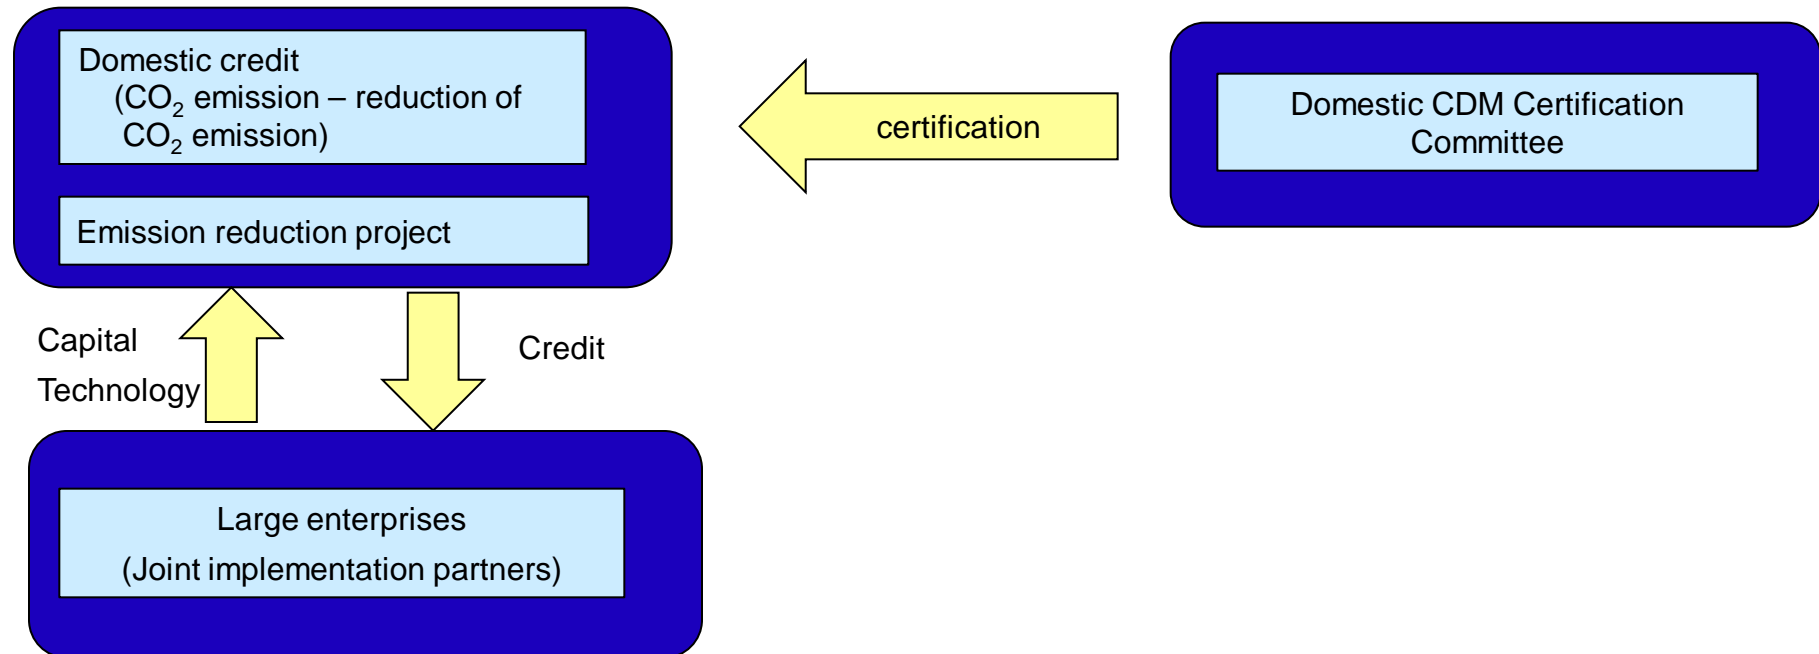 Domestic credit
(CO₂ emission – reduction of
CO₂ emission)
certification
Domestic CDM Certification
Committee
Emission reduction project
Capital
Technology
Credit
Large enterprises
(Joint implementation partners)